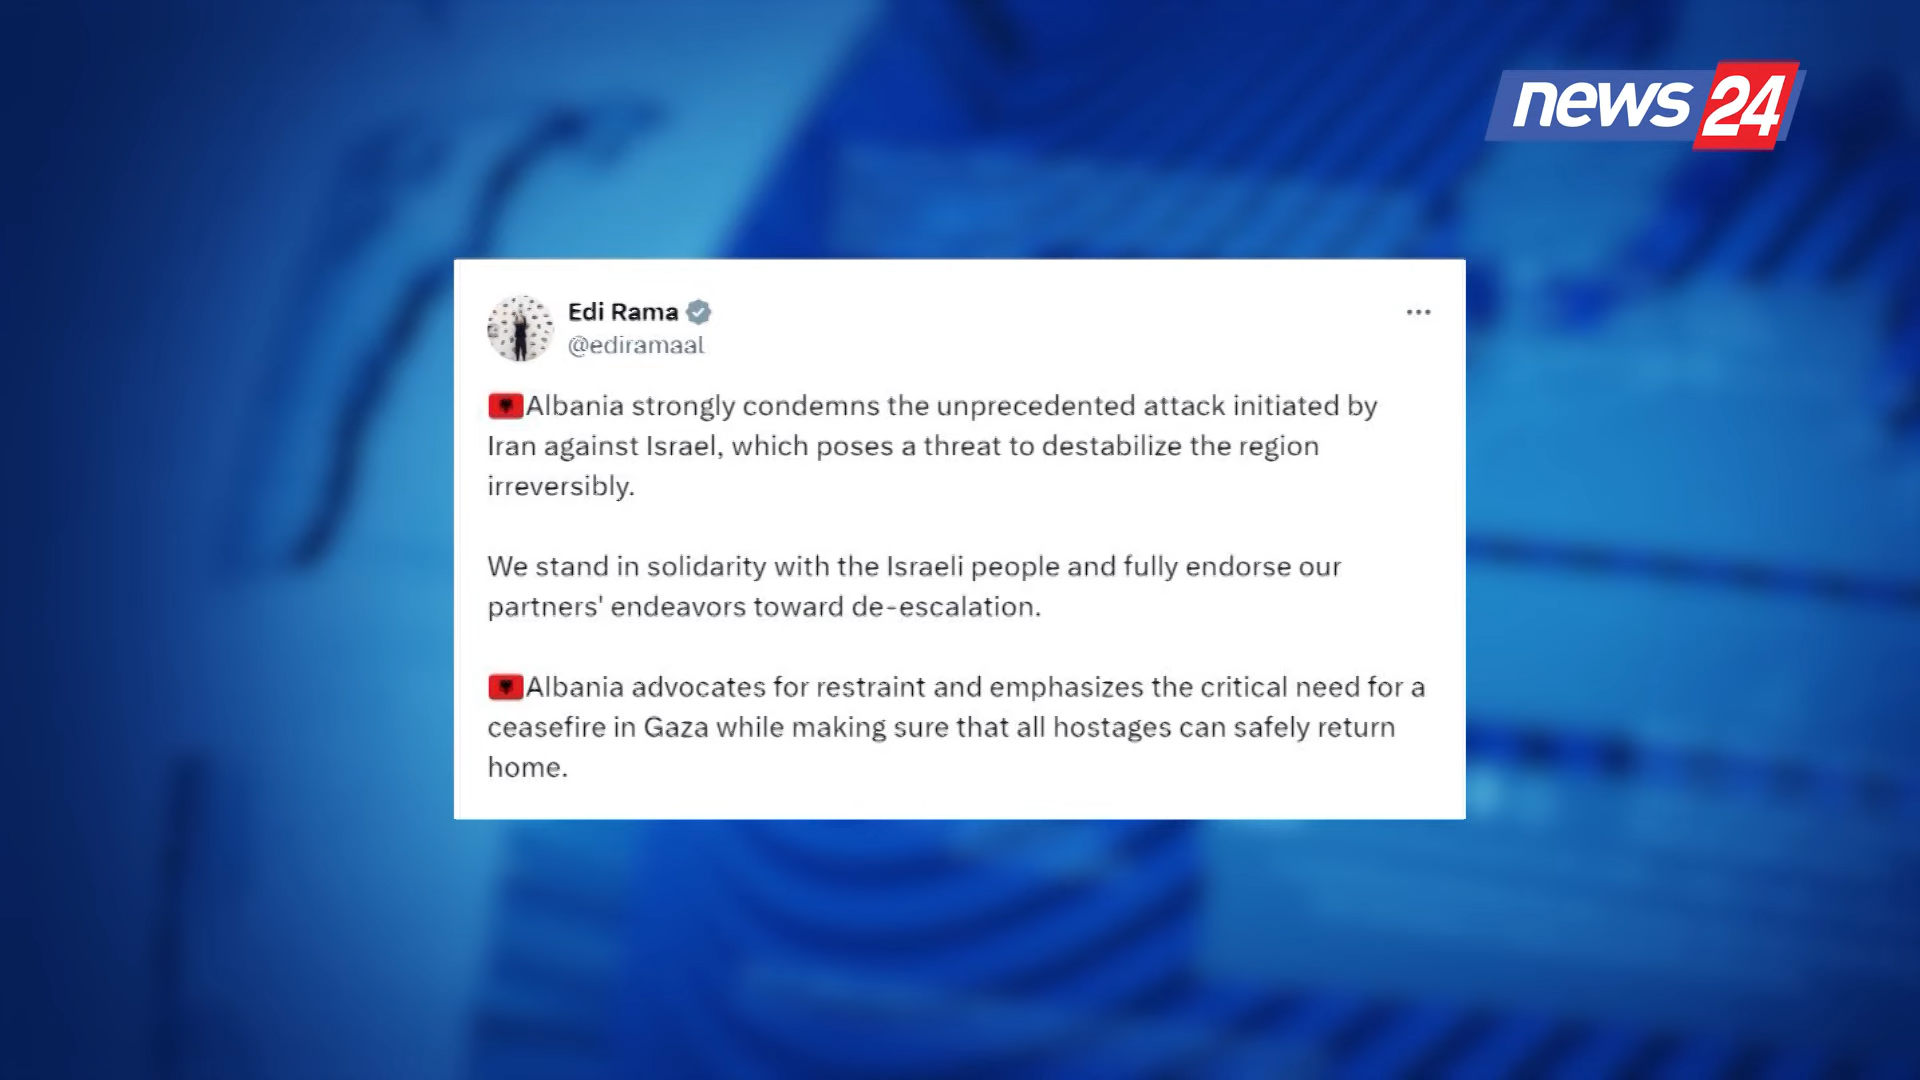 news 24
Edi Rama
@ediramaal
Albania strongly condemns the unprecedented attack initiated by
Iran against Israel, which poses a threat to destabilize the region
irreversibly.
We stand in solidarity with the Israeli people and fully endorse our
partners' endeavors toward de-escalation.
Albania advocates for restraint and emphasizes the critical need for a
ceasefire in Gaza while making sure that all hostages can safely return
home.